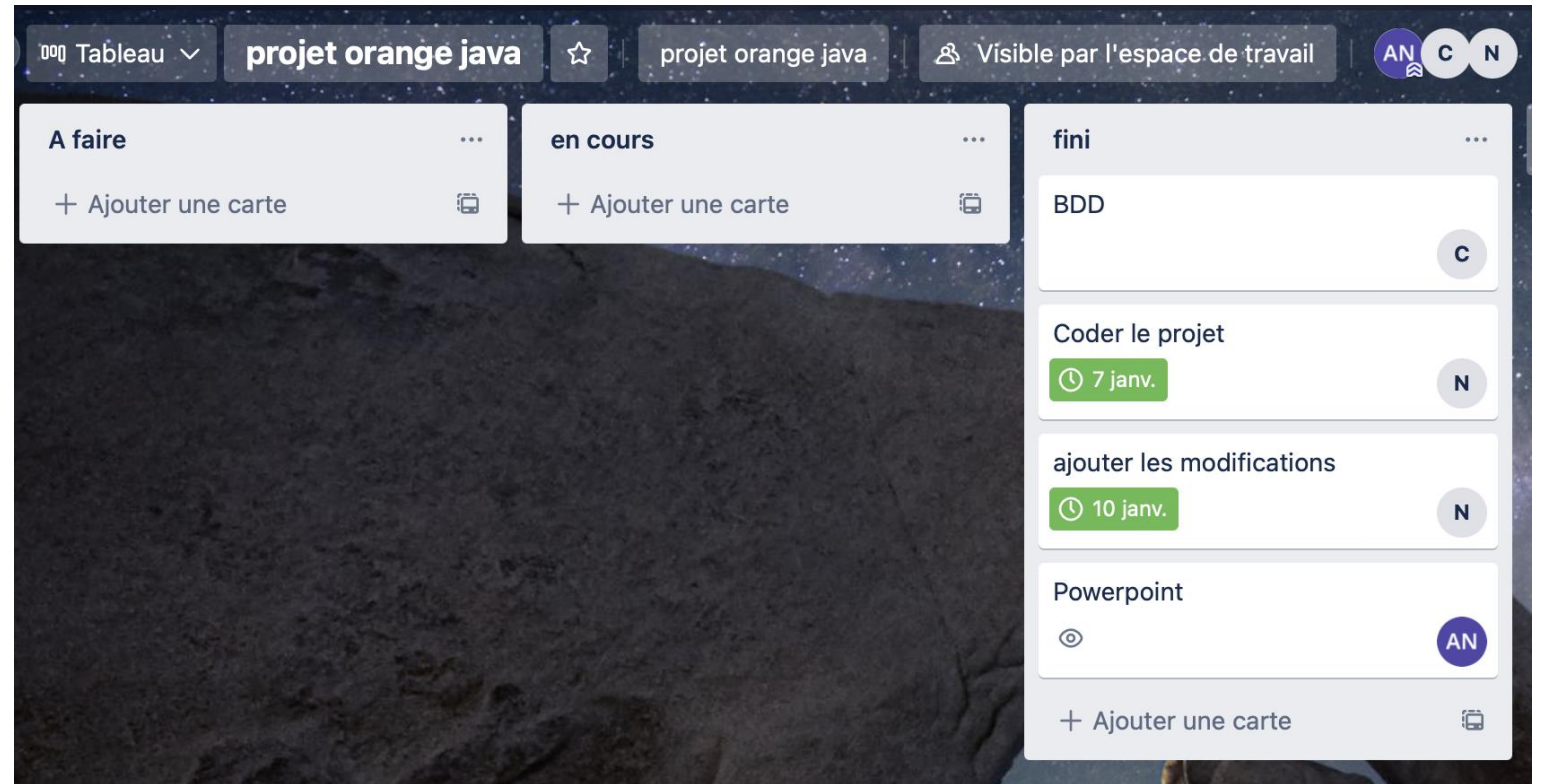 Tableau
projet orange java
projet orange java
Visible par l'espace de travail
AN
C
N
A faire
+ Ajouter une carte
en cours
+ Ajouter une carte
fini
BDD
C
Coder le projet
7 janv.
N
ajouter les modifications
10 janv.
N
Powerpoint
AN
+ Ajouter une carte